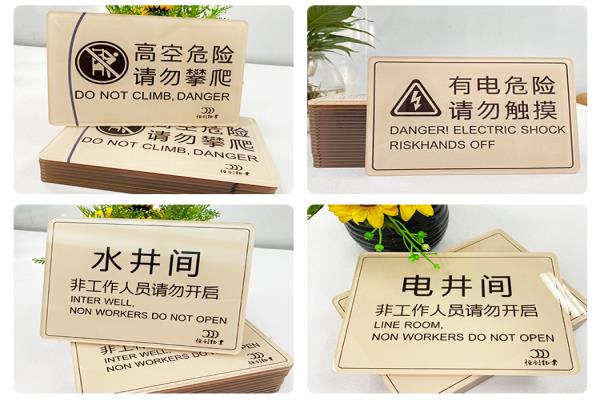 高空危险
请勿攀爬
DO NOT CLIMB, DANGER
高空危险
请勿攀爬
DO NOT CLIMB, DANGER
有电危险
请勿触摸
DANGER! ELECTRIC SHOCK
RISKHANDS OFF
水井间
非工作人员请勿开启
INTER WELL,
NON WORKERS DO NOT OPEN
非工作人员请勿开启
INTER WELL,
NON WORKERS DO NOT OPEN
电井间
非工作人员请勿开启
LINE ROOM,
NON WORKERS DO NOT OPEN